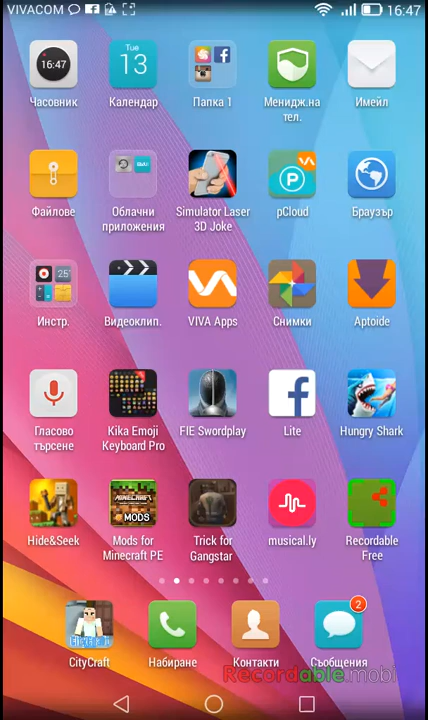 VIVACOM
16:47
16:47
Часовник
Tue
13
Календар
Папка 1
Менидж.на
тел.
Имейл
Файлове
Облачни
приложения
Simulator Laser
3D Joke
pCloud
Браузър
25°
Инстр.
Видеоклип.
VIVA Apps
Снимки
Aptoide
Гласово
търсене
Kika Emoji
Keyboard Pro
FIE Swordplay
Lite
Hungry Shark
Hide&Seek
MINECRAFT
MODS
Mods for
Minecraft PE
Trick for
Gangstar
musical.ly
Recordable
Free
CityCraft
Набиране
Контакти
2
Съобщения
Recordable.mobi